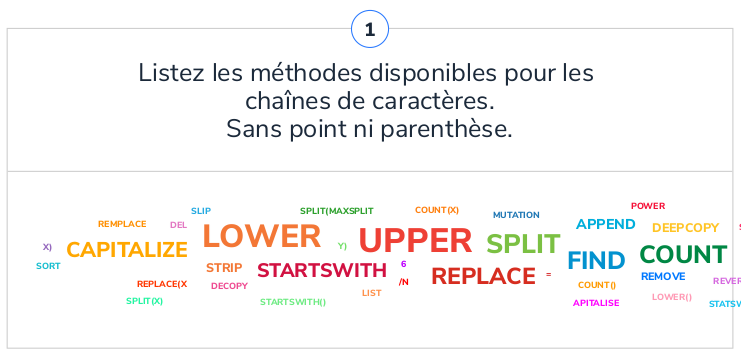 1
Listez les méthodes disponibles pour les
chaînes de caractères.
Sans point ni parenthèse.
POWER
SLIP SPLIT(MAXSPLIT COUNT(X) MUTATION
REMPLACE DEL APPEND DEEPCOPY
LOWER UPPER SPLIT
X) CAPITALIZE Y) COUNT
SORT STRIP STARTSWITH 6 FIND
REPLACE(X DECOPY /N REPLACE = REMOVE
LIST COUNT() REVER
SPLIT(X) STARTSWITH() APITALISE LOWER() STATSW